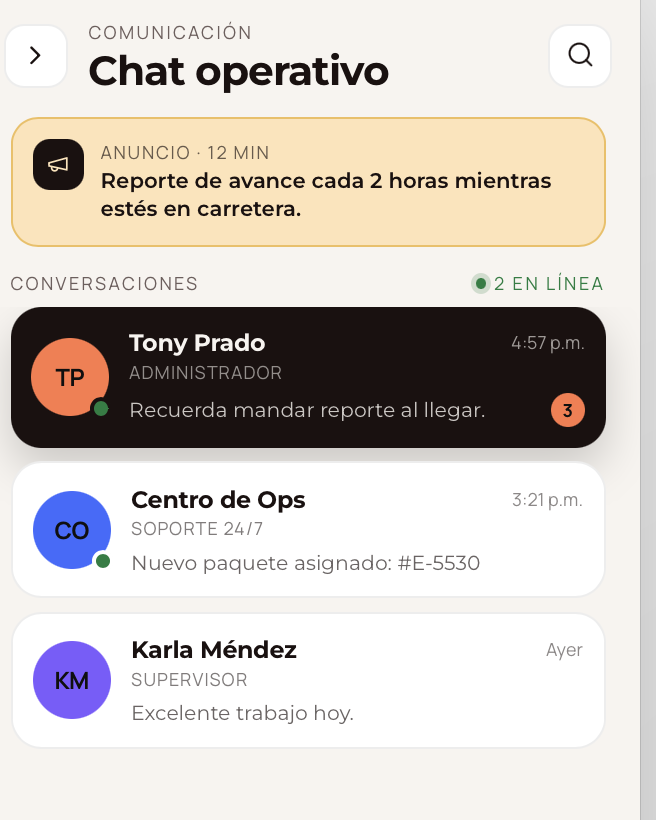 COMUNICACIÓN
Chat operativo
ANUNCIO · 12 MIN
Reporte de avance cada 2 horas mientras
estés en carretera.
CONVERSACIONES
2 EN LÍNEA
TP
Tony Prado
4:57 p.m.
ADMINISTRADOR
Recuerda mandar reporte al llegar.
3
CO
Centro de Ops
3:21 p.m.
SOPORTE 24/7
Nuevo paquete asignado: #E-5530
KM
Karla Méndez
Ayer
SUPERVISOR
Excelente trabajo hoy.